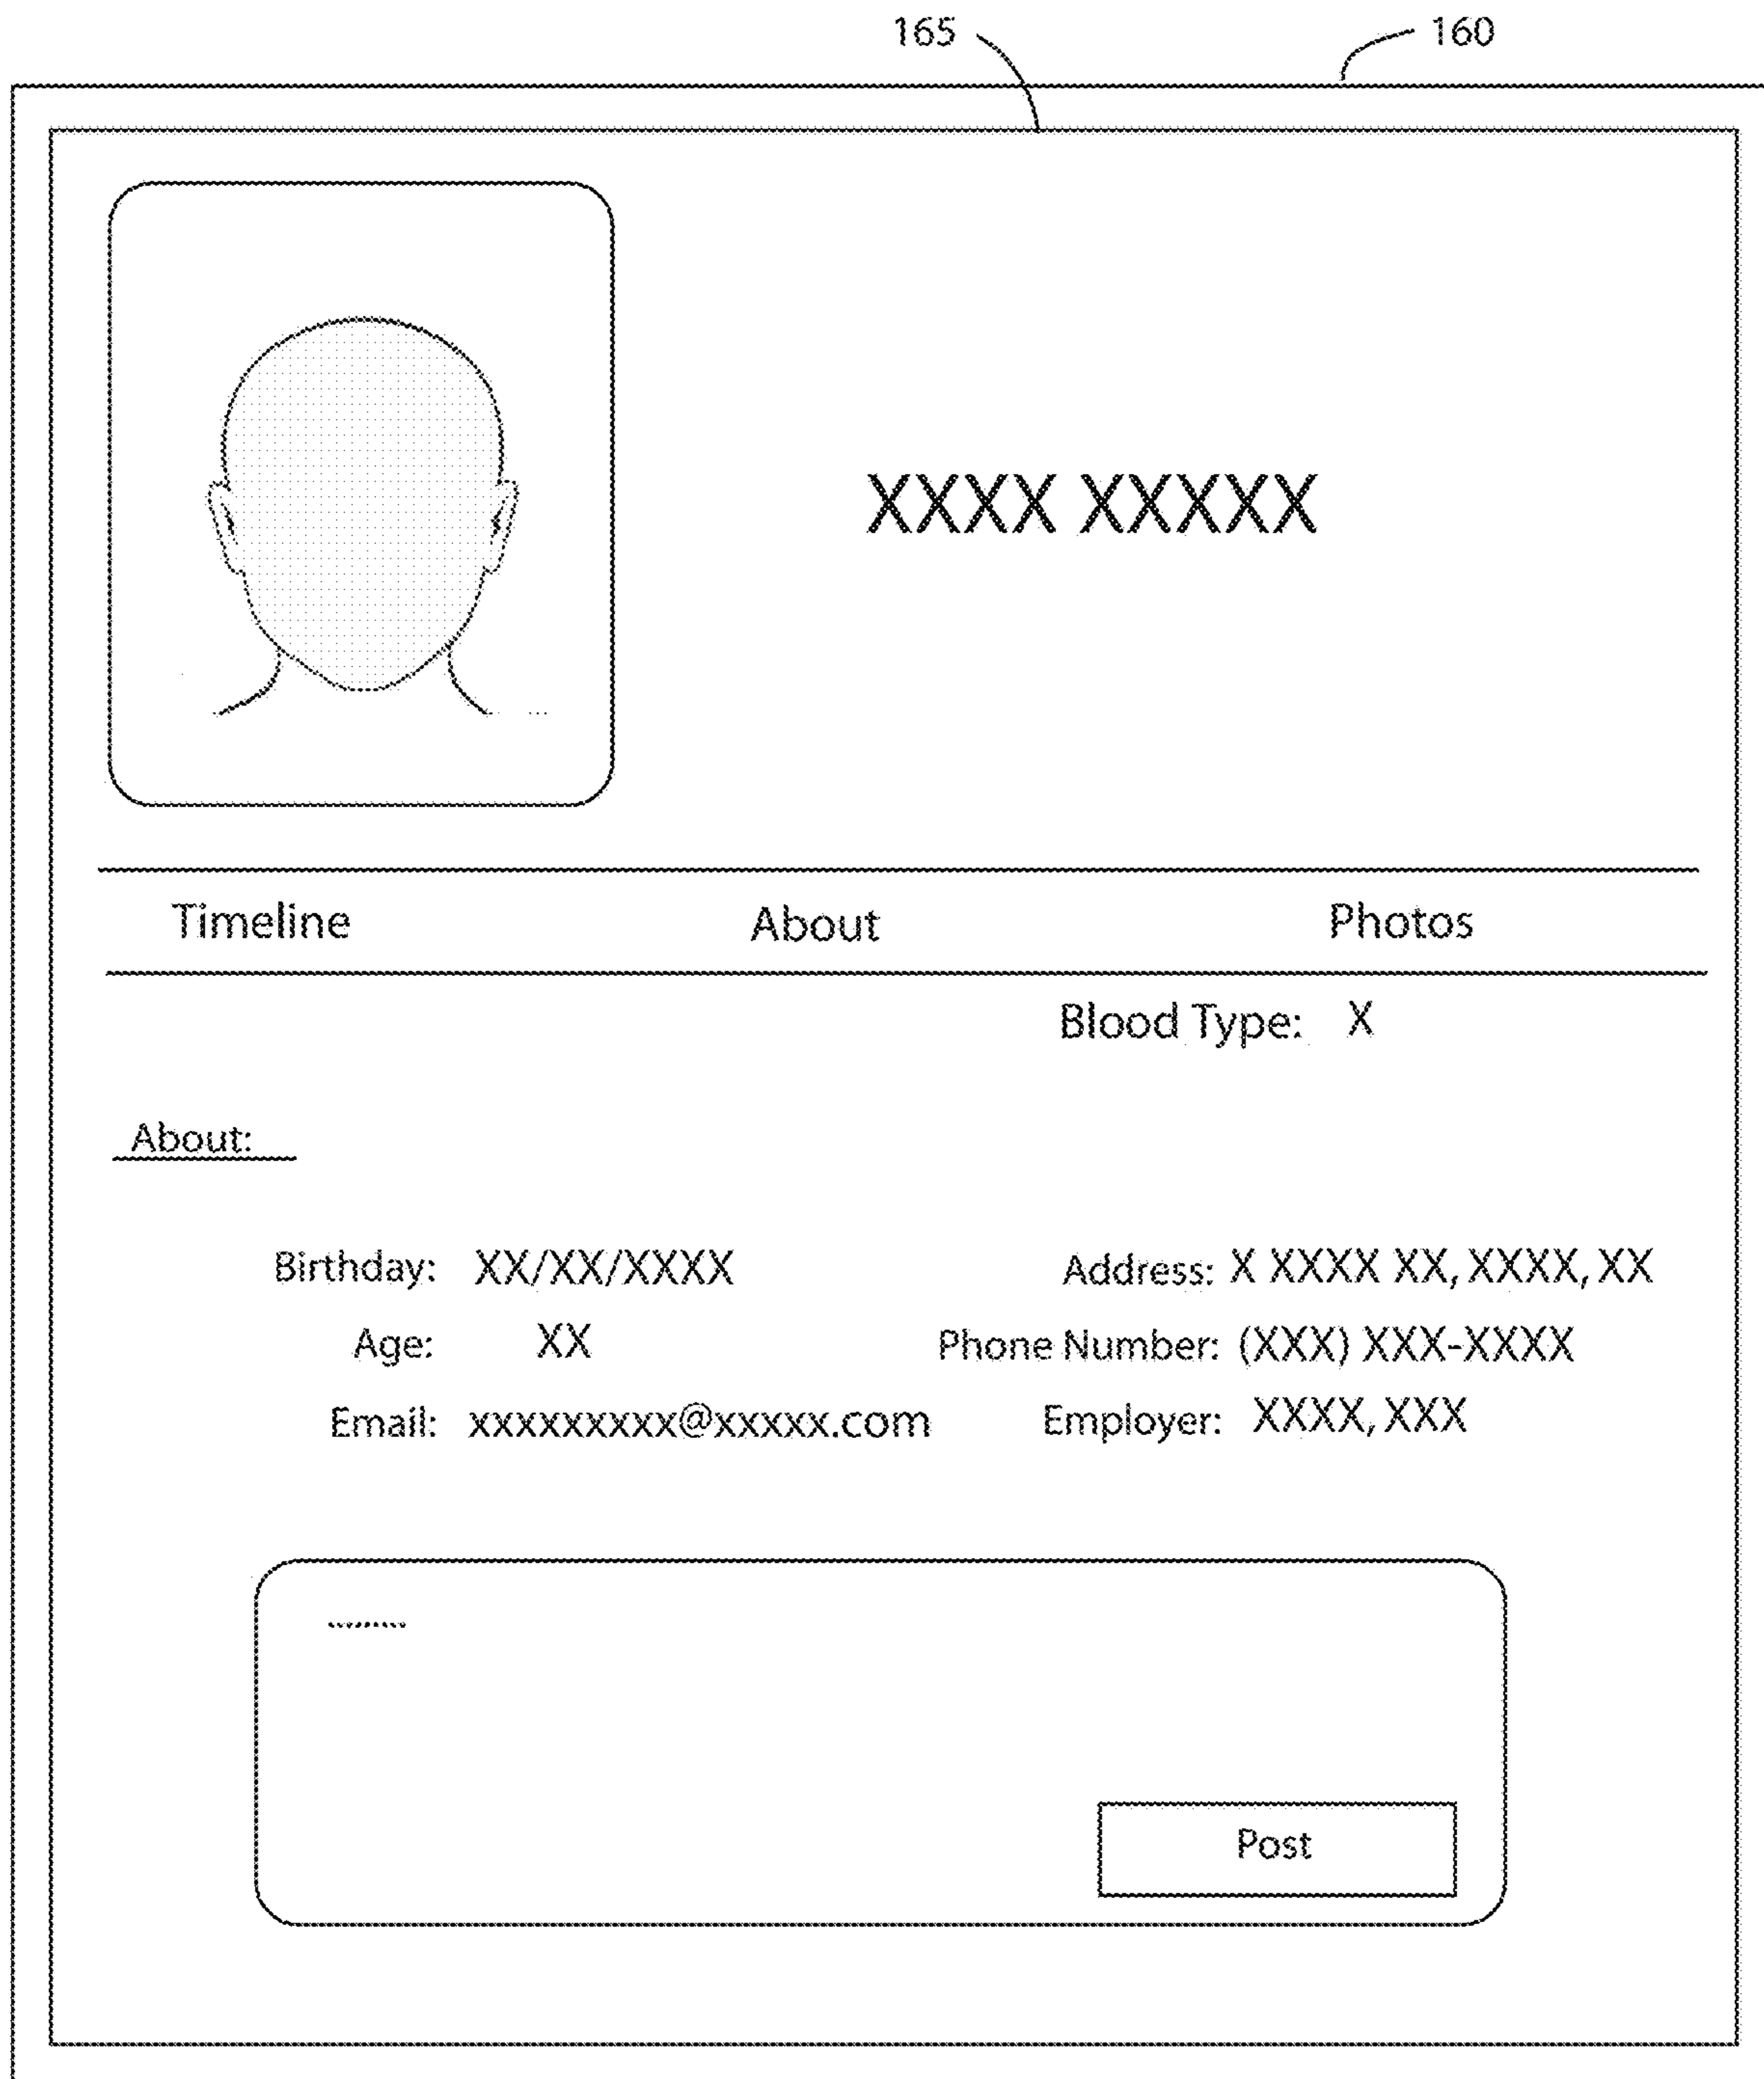 165 160
XXXX XXXXX
Timeline About Photos
Blood Type: X
About:
Birthday: XX/XX/XXXX Address: X XXXX XX, XXXX, XX
Age: XX Phone Number: (XXX) XXX-XXXX
Email: xxxxxxxxx@xxxxx.com Employer: XXXX, XXX
Post